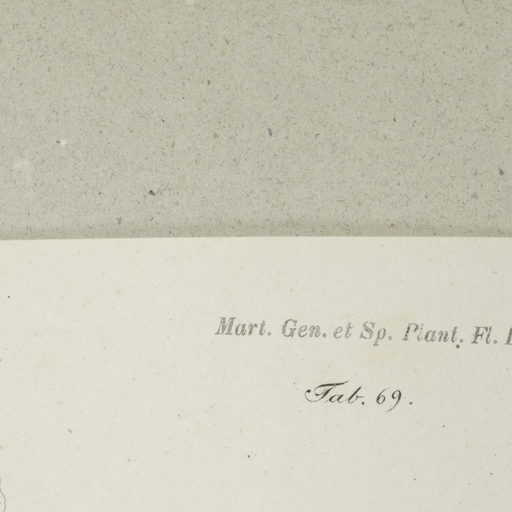 Mart. Gen. et Sp. Plant. Fl.
Tab. 69.